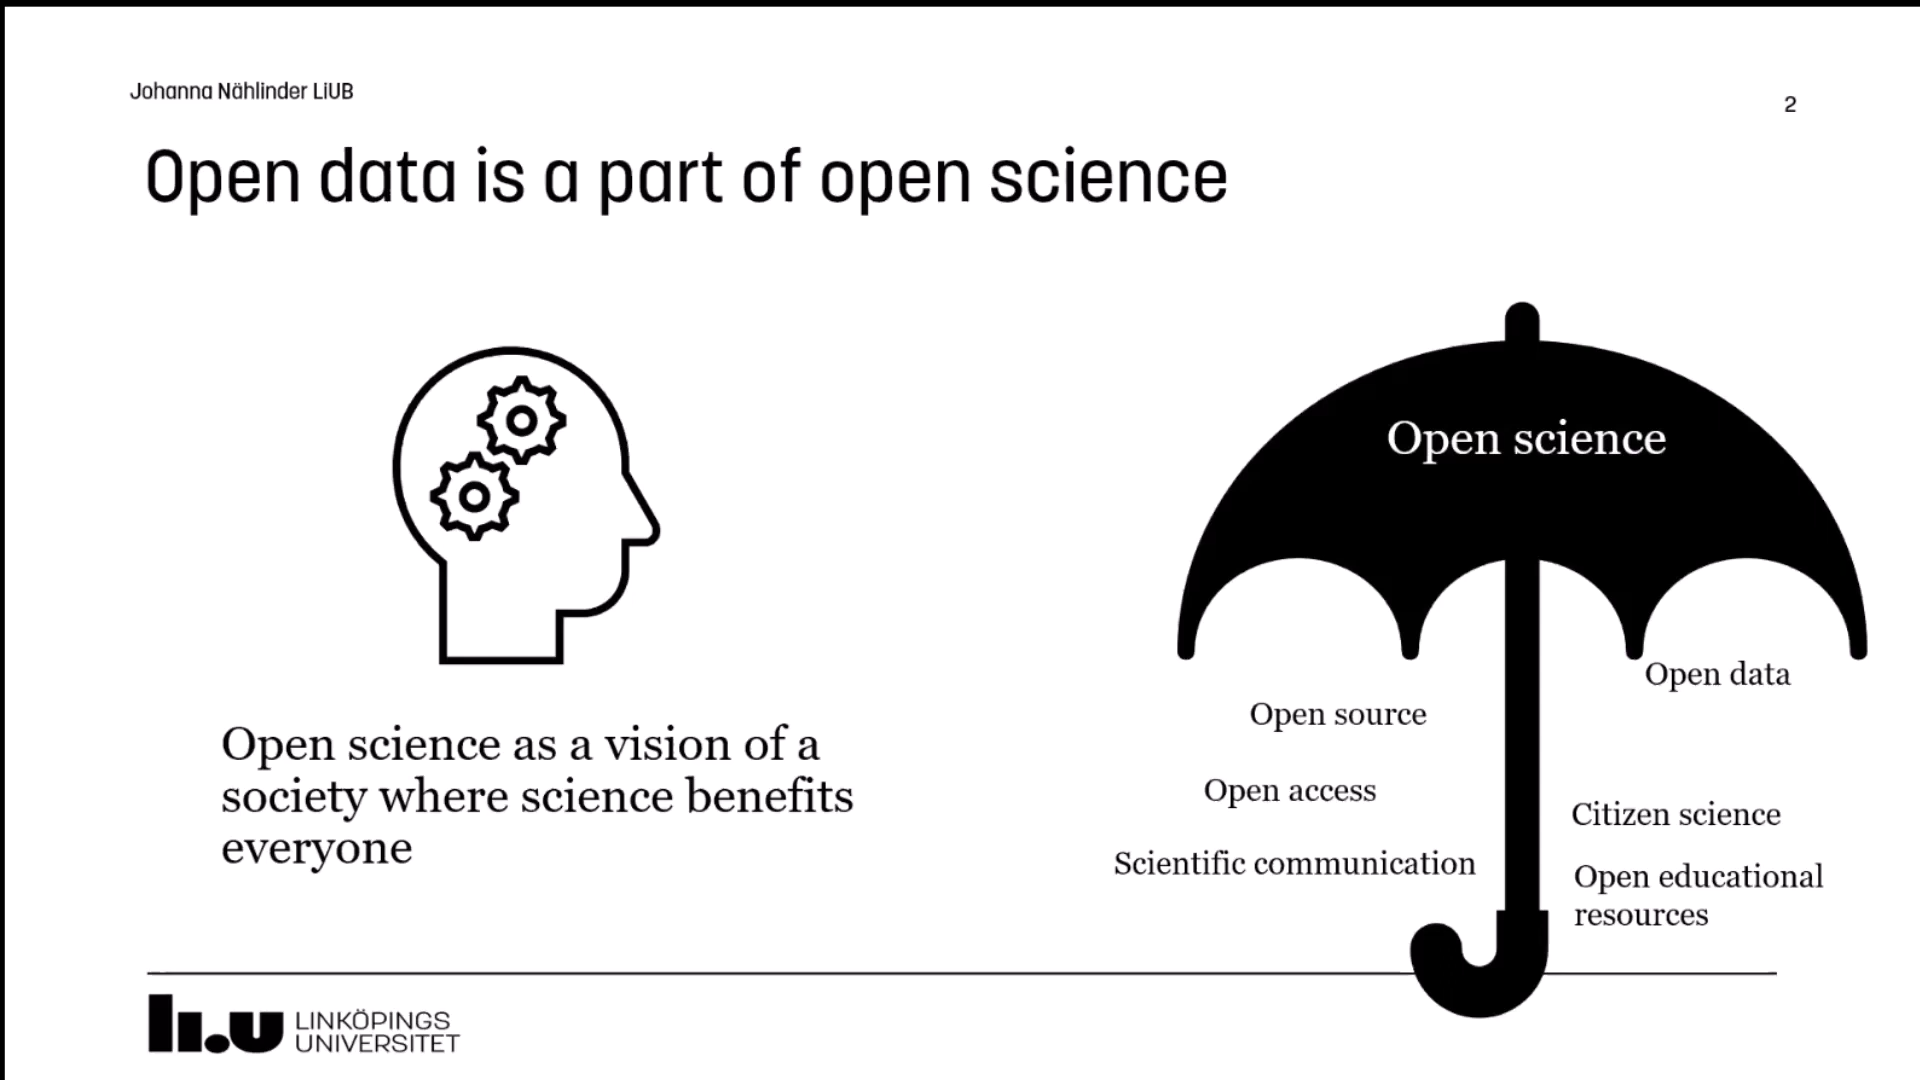 Johanna Nählinder LiUB
2
Open data is a part of open science
Open science
Open science as a vision of a
society where science benefits
everyone
Open data
Open source
Open access
Citizen science
Scientific communication
Open educational
resources
li.u LINKÖPINGS
UNIVERSITET